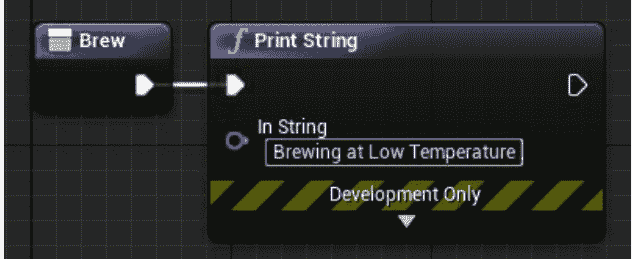 Brew
Print String
In String
Brewing at Low Temperature
Development Only